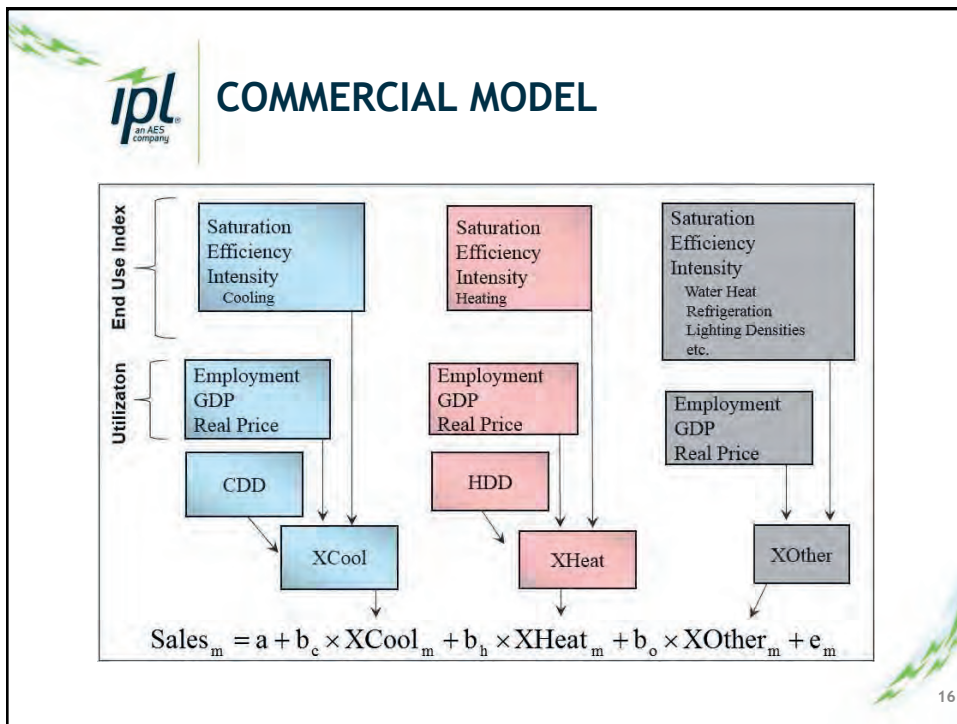 ipl
an AES
company
COMMERCIAL MODEL
End Use Index
Saturation
Efficiency
Intensity
Cooling
Saturation
Efficiency
Intensity
Heating
Saturation
Efficiency
Intensity
Water Heat
Refrigeration
Lighting Densities
etc.
Utilizaton
Employment
GDP
Real Price
Employment
GDP
Real Price
Employment
GDP
Real Price
CDD
HDD
XCool
XHeat
XOther
Salesₘ = a + b_c × XCoolₘ + bₕ × XHeatₘ + bₒ × XOtherₘ + eₘ
16